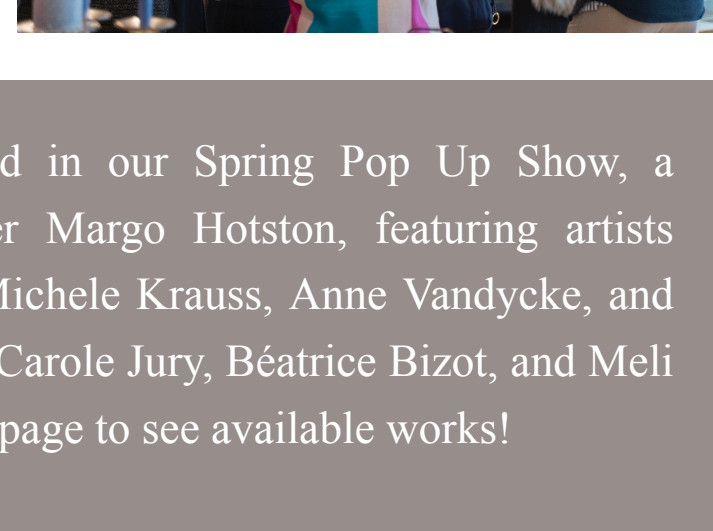 in our Spring Pop Up Show, a
Margo Hotston, featuring artists
Michele Krauss, Anne Vandycke, and
Carole Jury, Béatrice Bizot, and Meli
page to see available works!